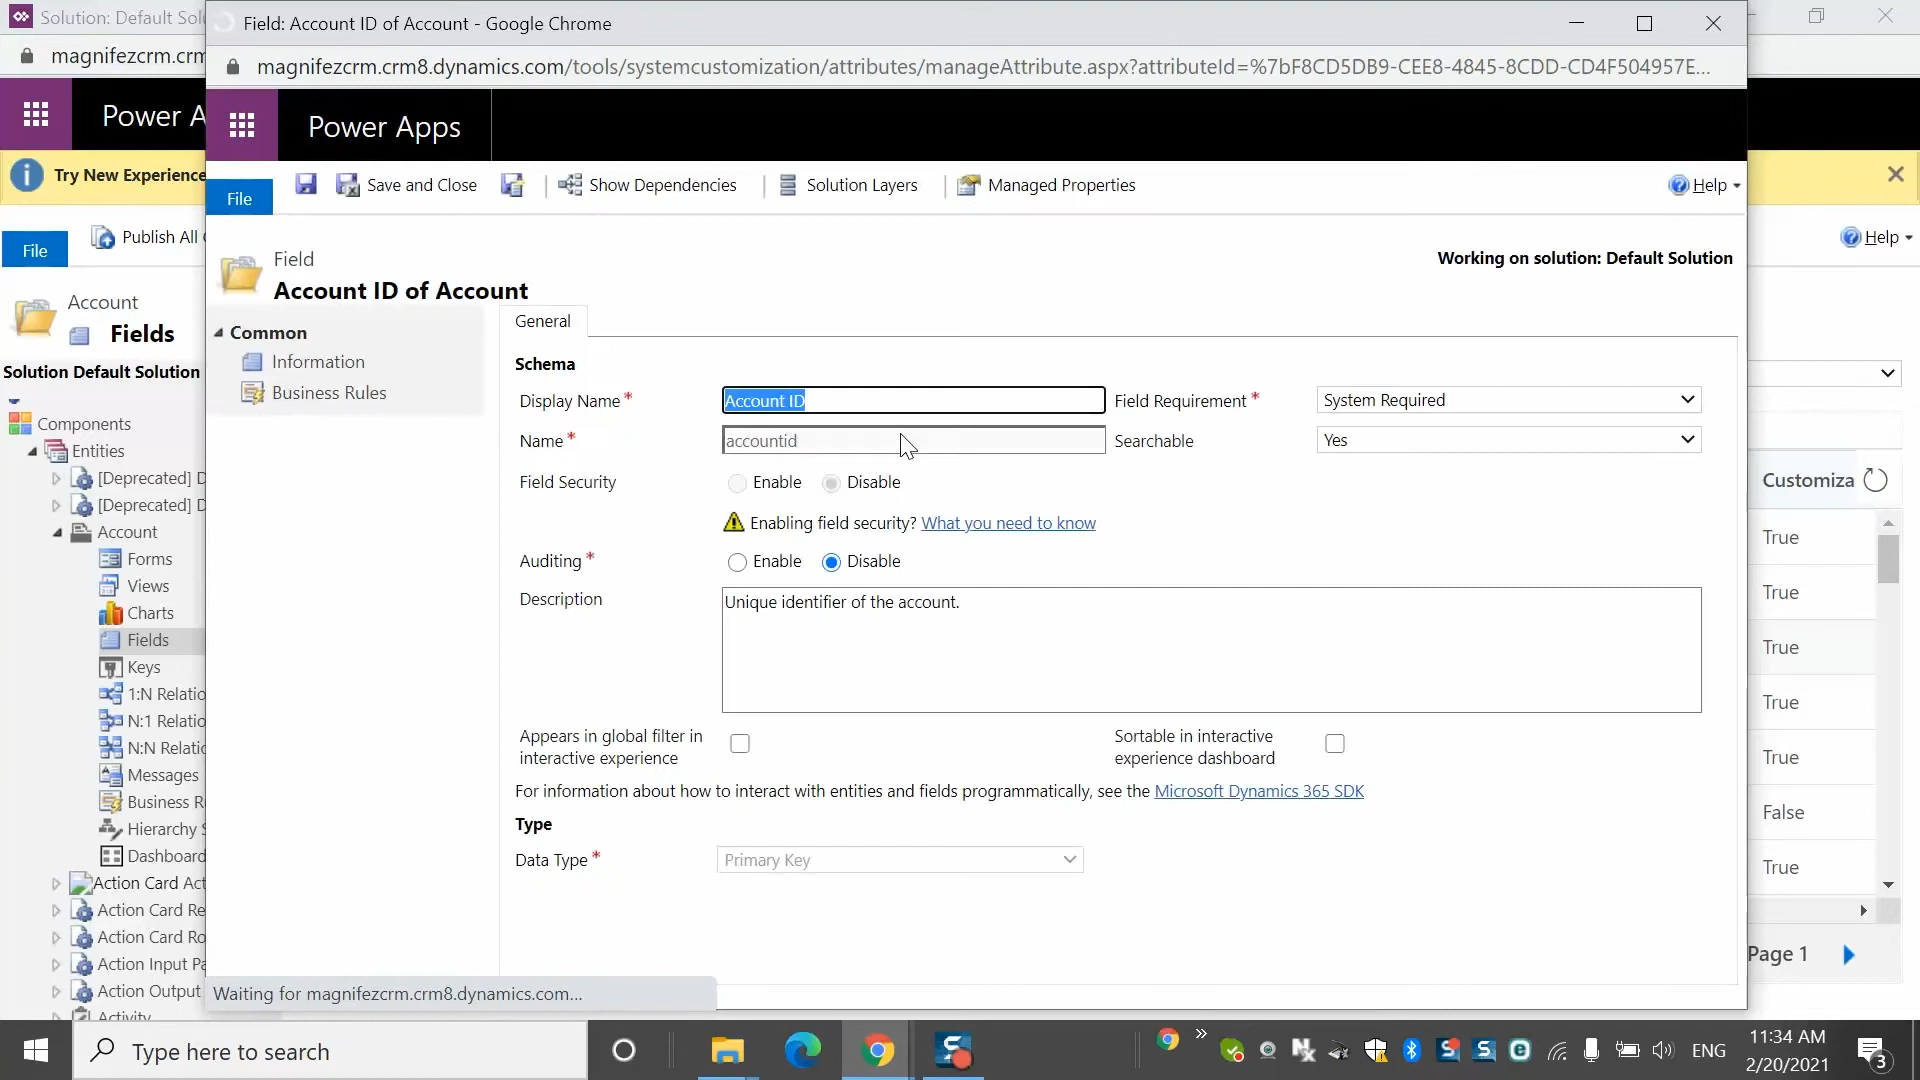 Solution: Default Sol
Field: Account ID of Account - Google Chrome
magnifezcrm.crm
magnifezcrm.crm8.dynamics.com/tools/systemcustomization/attributes/manageAttribute.aspx?attributeId=%7bF8CD5DB9-CEE8-4845-8CDD-CD4F504957E...
Power A
Power Apps
Try New Experience
File
Save and Close
Show Dependencies
Solution Layers
Managed Properties
Help
File
Publish All
Help
Field
Account ID of Account
Working on solution: Default Solution
Account
Fields
Solution Default Solution
Components
Entities
[Deprecated] D
[Deprecated] D
Account
Forms
Views
Charts
Fields
Keys
1:N Relatio
N:1 Relatio
N:N Relatio
Messages
Business Ru
Hierarchy S
Dashboard
Action Card Act
Action Card Re
Action Card Ro
Action Input Pa
Action Output
Activity
Common
Information
Business Rules
General
Schema
Display Name *
Account ID
Field Requirement *
System Required
Name *
accountid
Searchable
Yes
Field Security
Enable
Disable
Enabling field security? What you need to know
Auditing *
Enable
Disable
Description
Unique identifier of the account.
Appears in global filter in
interactive experience
Sortable in interactive
experience dashboard
For information about how to interact with entities and fields programmatically, see the Microsoft Dynamics 365 SDK
Type
Data Type *
Primary Key
Customiza
True
True
True
True
True
False
True
Page 1
Waiting for magnifezcrm.crm8.dynamics.com...
Type here to search
ENG
11:34 AM
2/20/2021
3